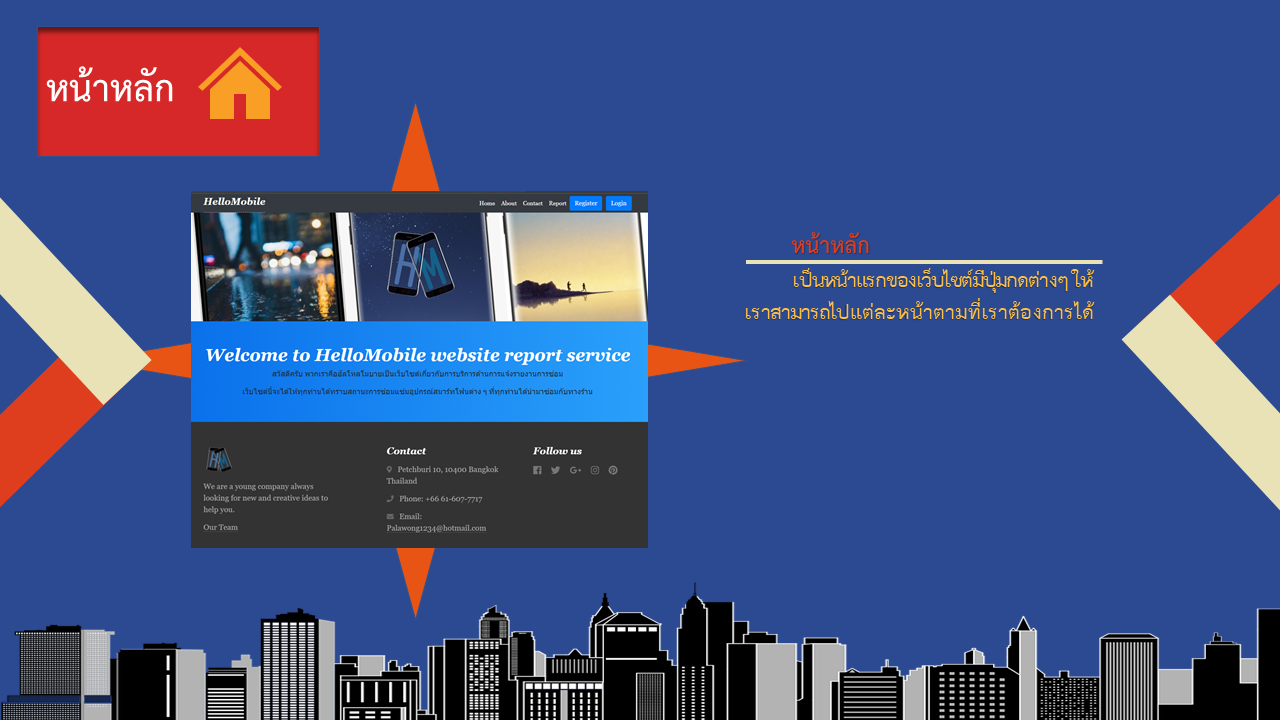 หน้าหลัก
HelloMobile
Home About Contact Report Register Login
HM
Welcome to HelloMobile website report service
สวัสดีครับ พวกเราคือฮัลโหลโมบายเป็นเว็บไซต์เกี่ยวกับการบริการด้านการแจ้งรายงานการซ่อม
เว็บไซต์นี้จะได้ให้ทุกท่านได้ทราบสถานะการซ่อมแซ่มอุปกรณ์สมาร์ทโฟนต่าง ๆ ที่ทุกท่านได้นำมาซ่อมกับทางร้าน
We are a young company always
looking for new and creative ideas to
help you.
Our Team
Contact
Petchburi 10, 10400 Bangkok
Thailand
Phone: +66 61-607-7717
Email:
Palawong1234@hotmail.com
Follow us
หน้าหลัก
เป็นหน้าแรกของเว็บไซต์มีปุ่มกดต่างๆ ให้
เราสามารถไปแต่ละหน้าตามที่เราต้องการได้